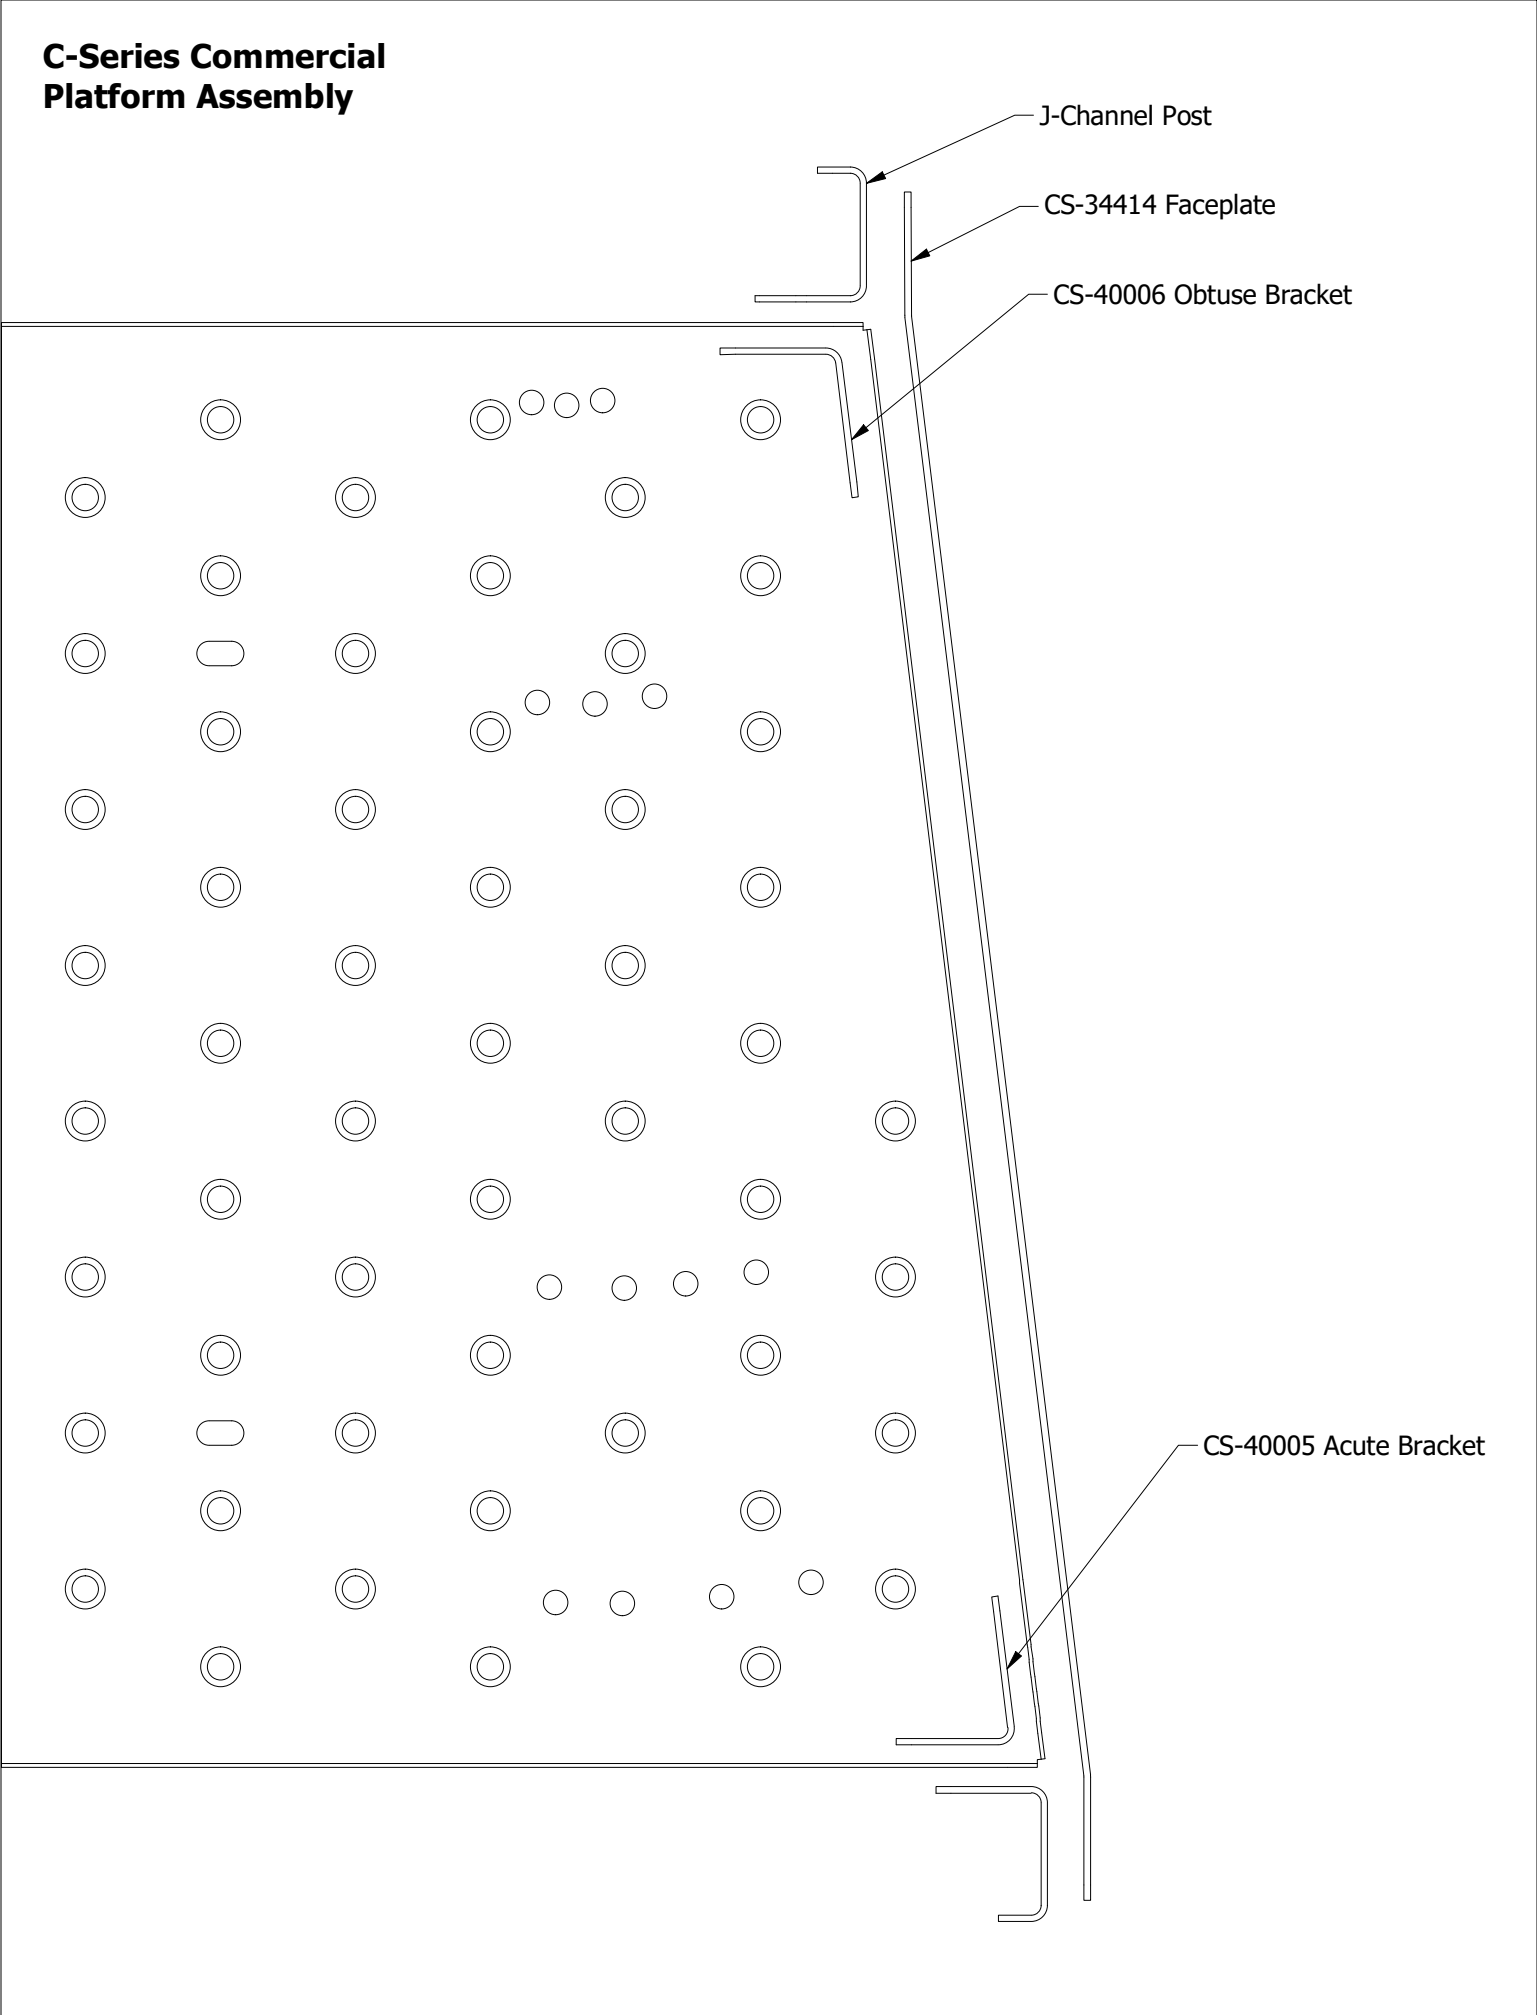 C-Series Commercial
Platform Assembly
J-Channel Post
CS-34414 Faceplate
CS-40006 Obtuse Bracket
CS-40005 Acute Bracket